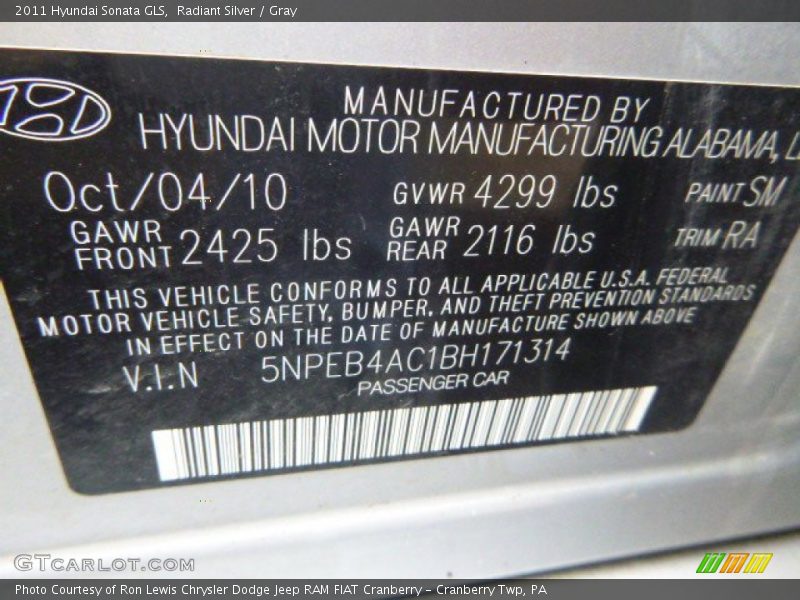 2011 Hyundai Sonata GLS, Radiant Silver / Gray
MANUFACTURED BY
HYUNDAI MOTOR MANUFACTURING ALABAMA,
Oct/04/10 GVWR 4299 lbs PAINT SM
GAWR FRONT 2425 lbs GAWR REAR 2116 lbs TRIM RA
THIS VEHICLE CONFORMS TO ALL APPLICABLE U.S.A. FEDERAL
MOTOR VEHICLE SAFETY, BUMPER, AND THEFT PREVENTION STANDARDS
IN EFFECT ON THE DATE OF MANUFACTURE SHOWN ABOVE
V.I.N 5NPEB4AC1BH171314
PASSENGER CAR
GTCARLOT.COM
Photo Courtesy of Ron Lewis Chrysler Dodge Jeep RAM FIAT Cranberry – Cranberry Twp, PA